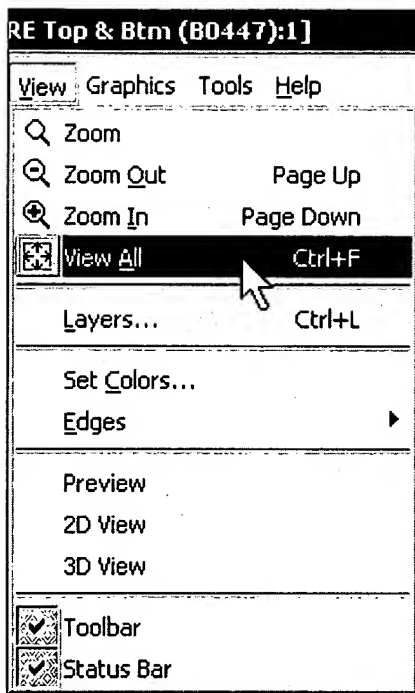 RE Top & Btm (B0447):1]
View Graphics Tools Help
Zoom
Zoom Out Page Up
Zoom In Page Down
View All Ctrl+F
Layers... Ctrl+L
Set Colors...
Edges
Preview
2D View
3D View
Toolbar
Status Bar